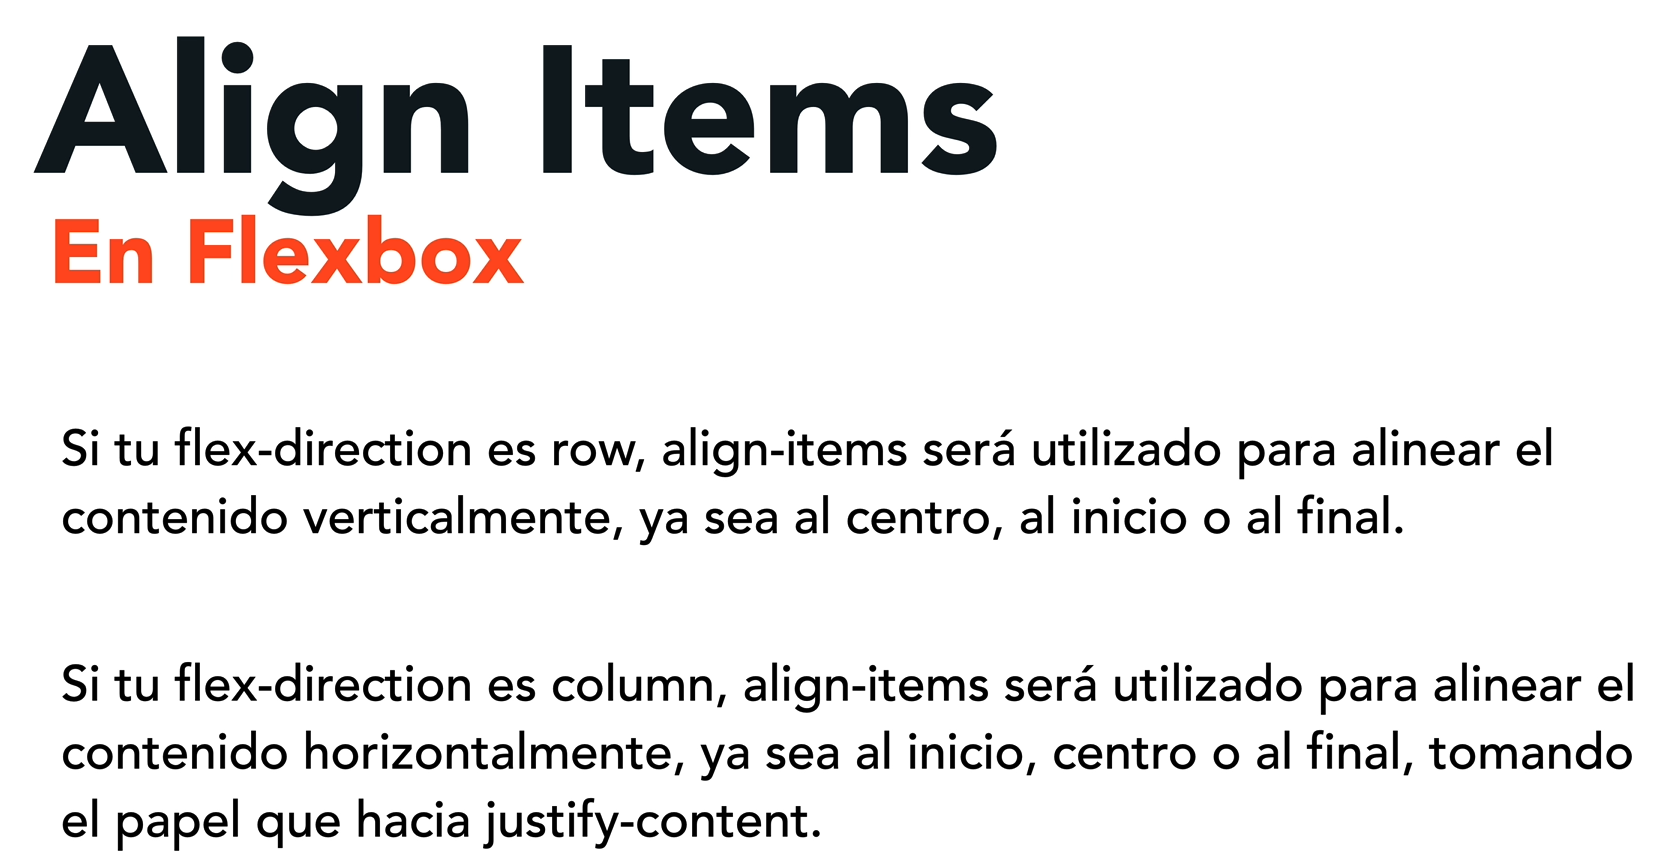 Align Items
En Flexbox
Si tu flex-direction es row, align-items será utilizado para alinear el
contenido verticalmente, ya sea al centro, al inicio o al final.
Si tu flex-direction es column, align-items será utilizado para alinear el
contenido horizontalmente, ya sea al inicio, centro o al final, tomando
el papel que hacia justify-content.